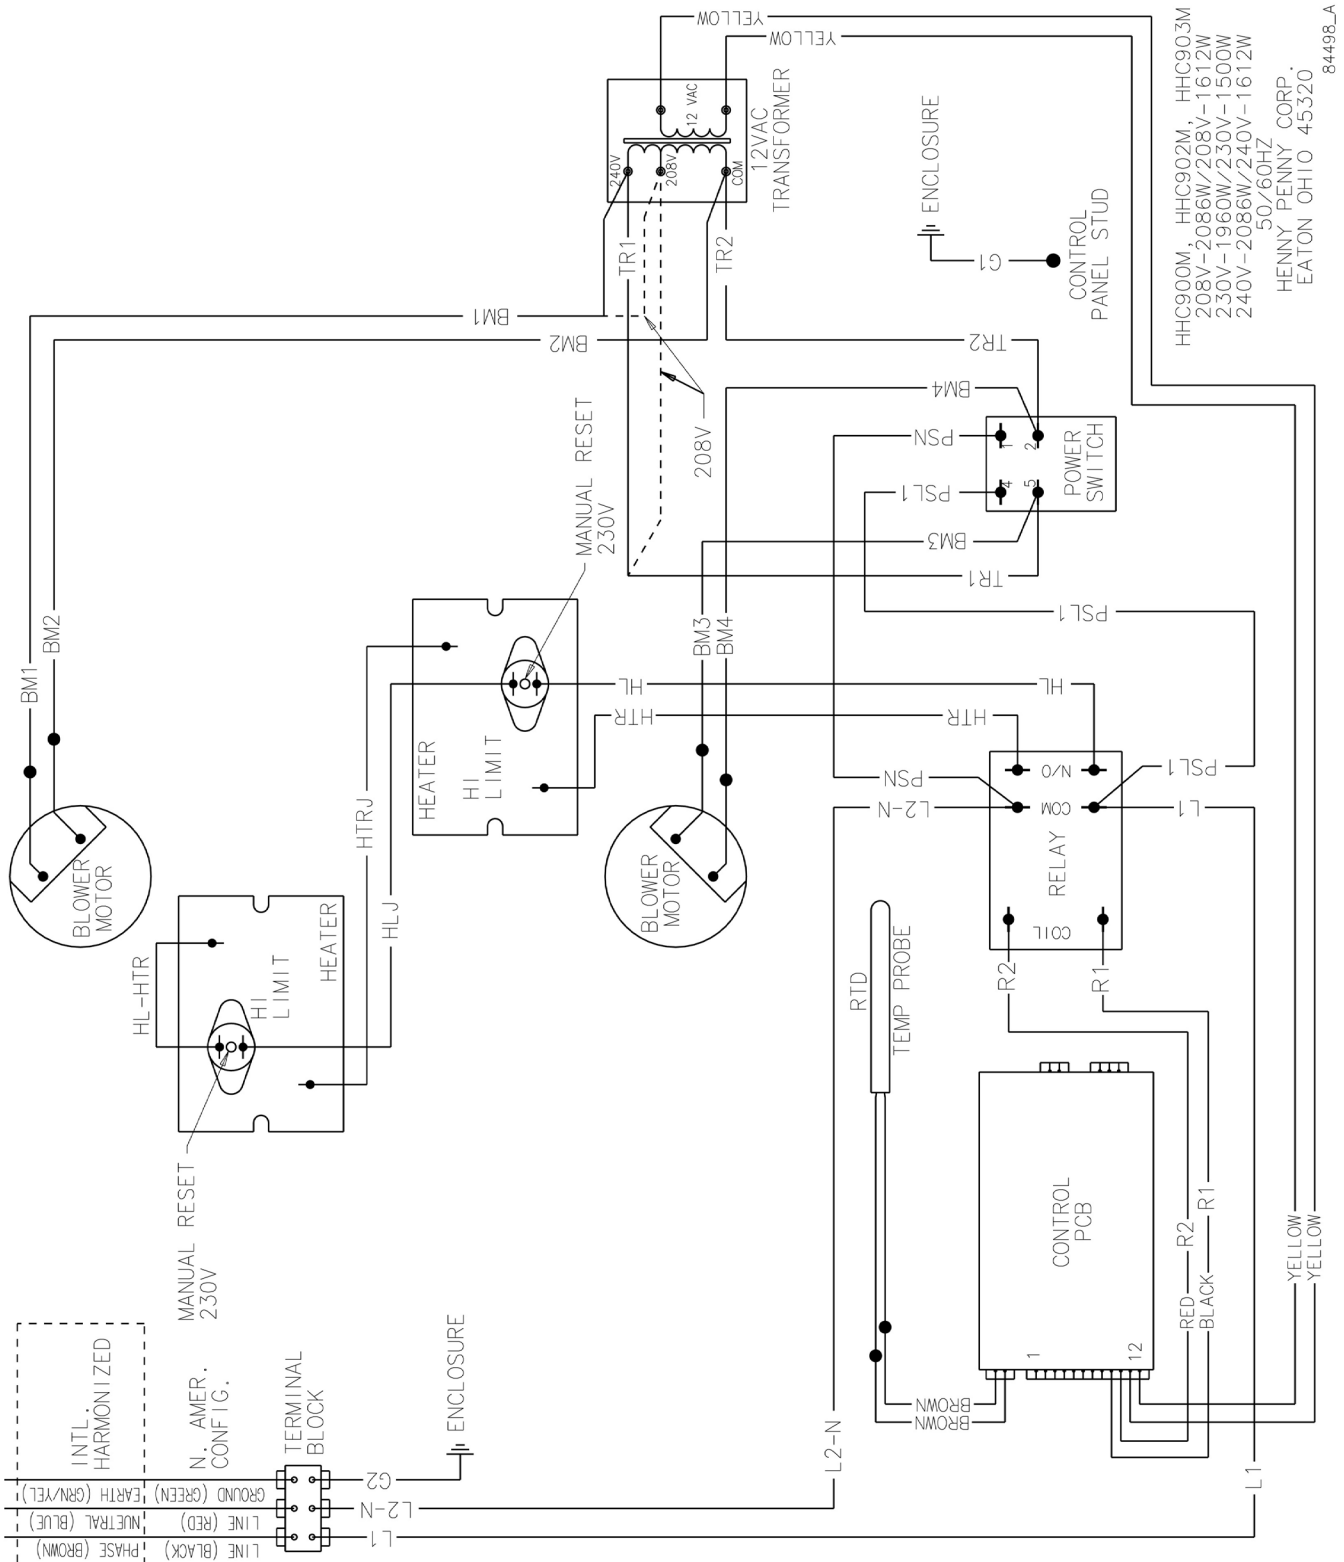 YELLOW
YELLOW
240V
208V
COM
12 VAC
12VAC
TRANSFORMER
ENCLOSURE
G1
CONTROL
PANEL STUD
HHC900M, HHC902M, HHC903M
208V-2086W/208V-1612W
230V-1960W/230V-1500W
240V-2086W/240V-1612W
50/60HZ
HENNY PENNY CORP.
EATON OHIO 45320
84498_A
TR1
TR2
BM1
BM2
TR2
BM4
208V
MANUAL RESET
230V
PSN
PSL1
1
2
4
5
POWER
SWITCH
BM3
TR1
PSL1
BM1
BM2
BM3
BM4
HL
HL
HTR
HTR
HEATER
HI
LIMIT
HTRJ
HLJ
BLOWER
MOTOR
BLOWER
MOTOR
PSN
L2-N
N/O
COM
RELAY
COIL
PSL1
L1
HL-HTR
HI
LIMIT
HEATER
MANUAL RESET
230V
RTD
TEMP PROBE
R2
R1
CONTROL
PCB
1
12
R2
R1
RED
BLACK
YELLOW
YELLOW
BROWN
BROWN
L2-N
L1
INTL.
HARMONIZED
N. AMER.
CONFIG.
TERMINAL
BLOCK
ENCLOSURE
G2
L2-N
L1
EARTH (GRN/YEL)
GROUND (GREEN)
NUETRAL (BLUE)
LINE (RED)
PHASE (BROWN)
LINE (BLACK)